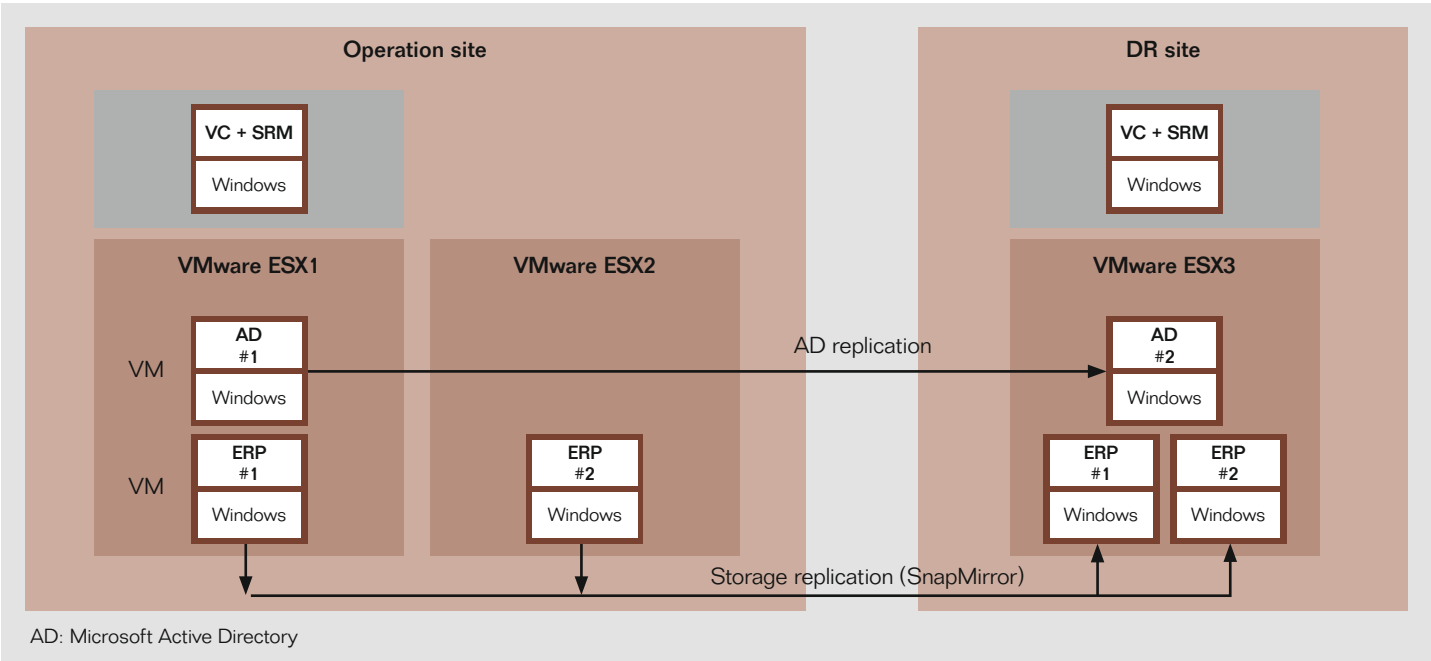 Operation site
DR site
VC + SRM
Windows
VC + SRM
Windows
VMware ESX1
VMware ESX2
VMware ESX3
VM
AD
#1
Windows
AD replication
AD
#2
Windows
VM
ERP
#1
Windows
ERP
#2
Windows
ERP
#1
Windows
ERP
#2
Windows
Storage replication (SnapMirror)
AD: Microsoft Active Directory